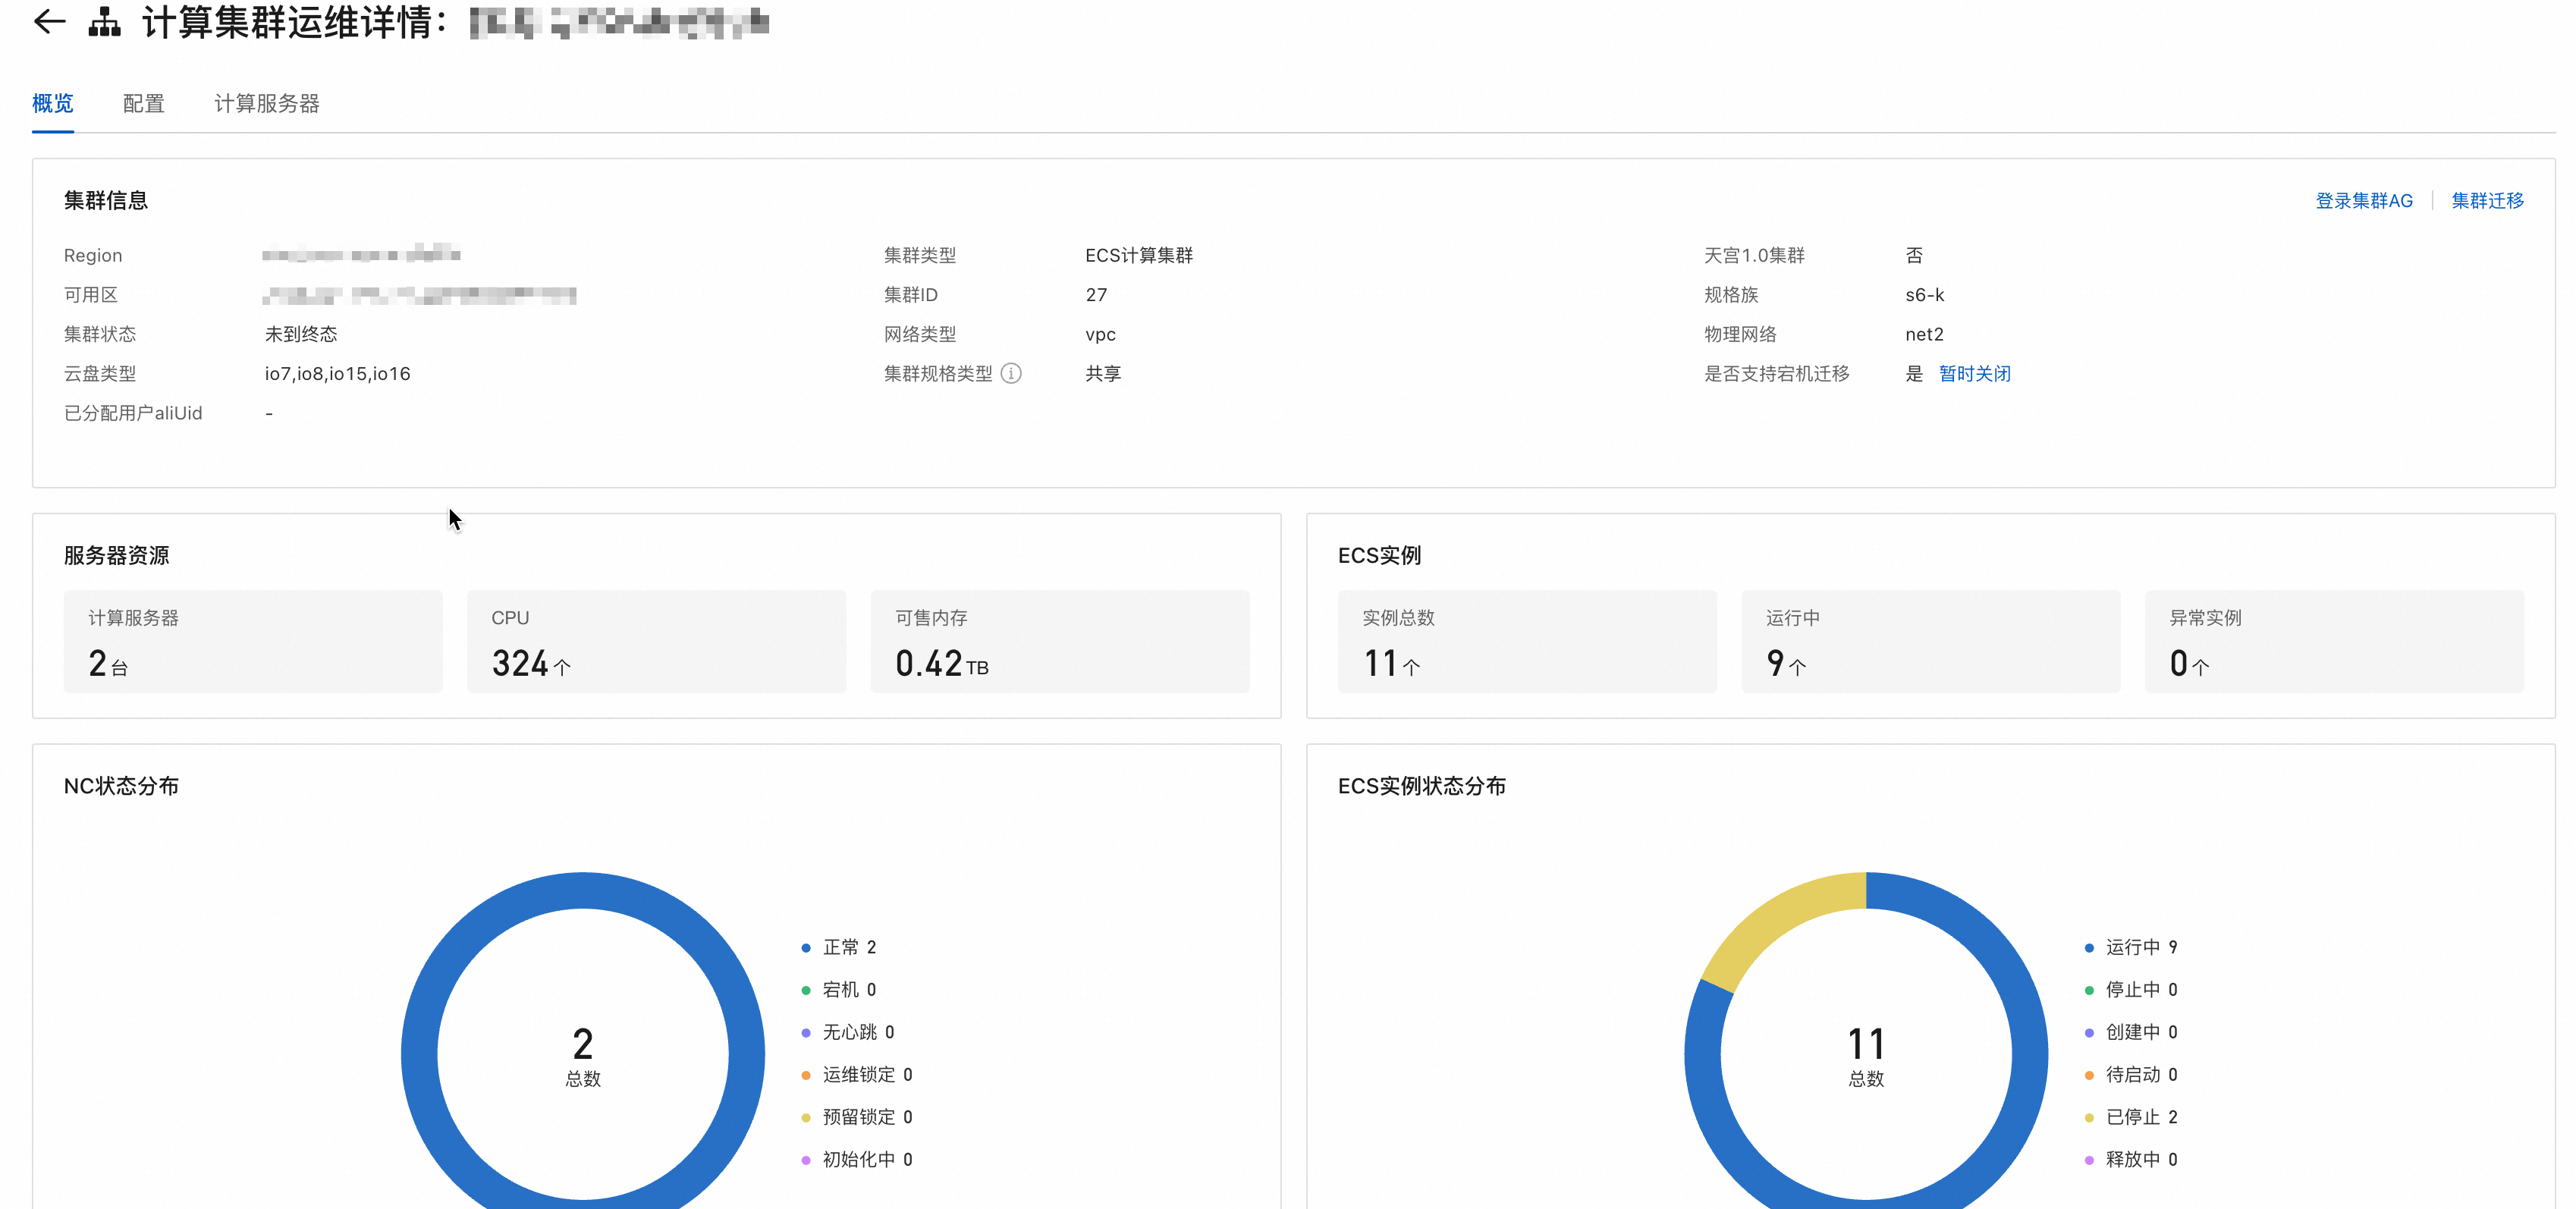 计算集群运维详情：
概览 配置 计算服务器
集群信息
登录集群AG 集群迁移
Region
集群类型 ECS计算集群
天宫1.0集群 否
可用区
集群ID 27
规格族 s6-k
集群状态 未到终态
网络类型 vpc
物理网络 net2
云盘类型 io7,io8,io15,io16
集群规格类型 共享
是否支持宕机迁移 是 暂时关闭
已分配用户aliUid -
服务器资源
计算服务器
2台
CPU
324个
可售内存
0.42TB
ECS实例
实例总数
11个
运行中
9个
异常实例
0个
NC状态分布
2
总数
正常 2
宕机 0
无心跳 0
运维锁定 0
预留锁定 0
初始化中 0
ECS实例状态分布
11
总数
运行中 9
停止中 0
创建中 0
待启动 0
已停止 2
释放中 0